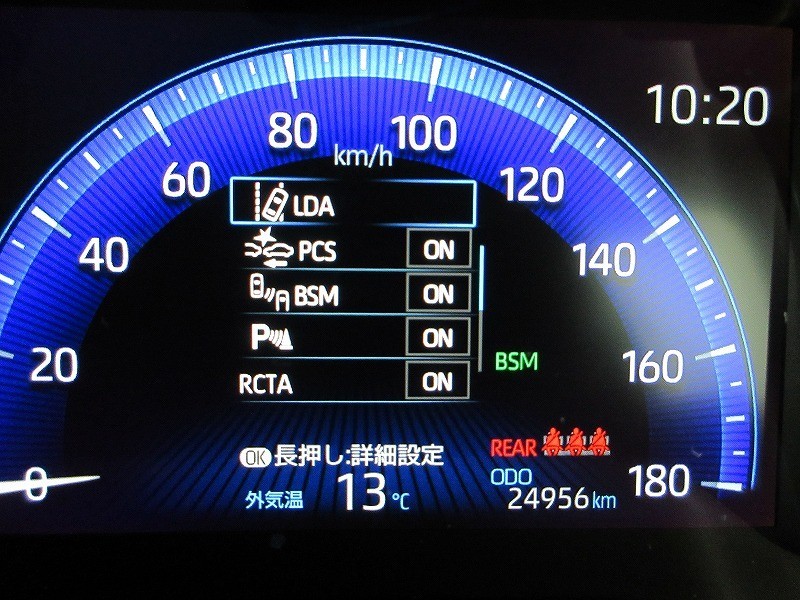 10:20
80
100
km/h
60
120
LDA
40
PCS ON
140
BSM ON
P ON
20
BSM
160
RCTA ON
OK 長押し:詳細設定
REAR
0
外気温 13℃
ODO
24956km
180